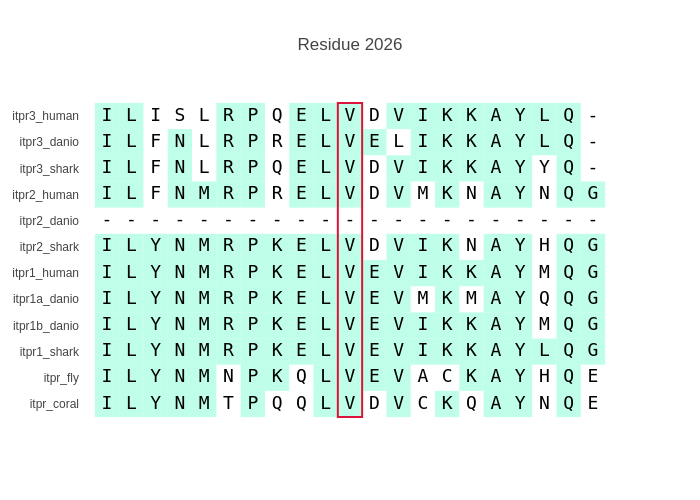 Residue 2026
itpr3_human I L I S L R P Q E L V D V I K K A Y L Q -
itpr3_danio I L F N L R P R E L V E L I K K A Y L Q -
itpr3_shark I L F N L R P Q E L V D V I K K A Y Y Q -
itpr2_human I L F N M R P R E L V D V M K N A Y N Q G
itpr2_danio - - - - - - - - - - - - - - - - - - - - -
itpr2_shark I L Y N M R P K E L V D V I K N A Y H Q G
itpr1_human I L Y N M R P K E L V E V I K K A Y M Q G
itpr1a_danio I L Y N M R P K E L V E V M K M A Y Q Q G
itpr1b_danio I L Y N M R P K E L V E V I K K A Y M Q G
itpr1_shark I L Y N M R P K E L V E V I K K A Y L Q G
itpr_fly I L Y N M N P K Q L V E V A C K A Y H Q E
itpr_coral I L Y N M T P Q Q L V D V C K Q A Y N Q E